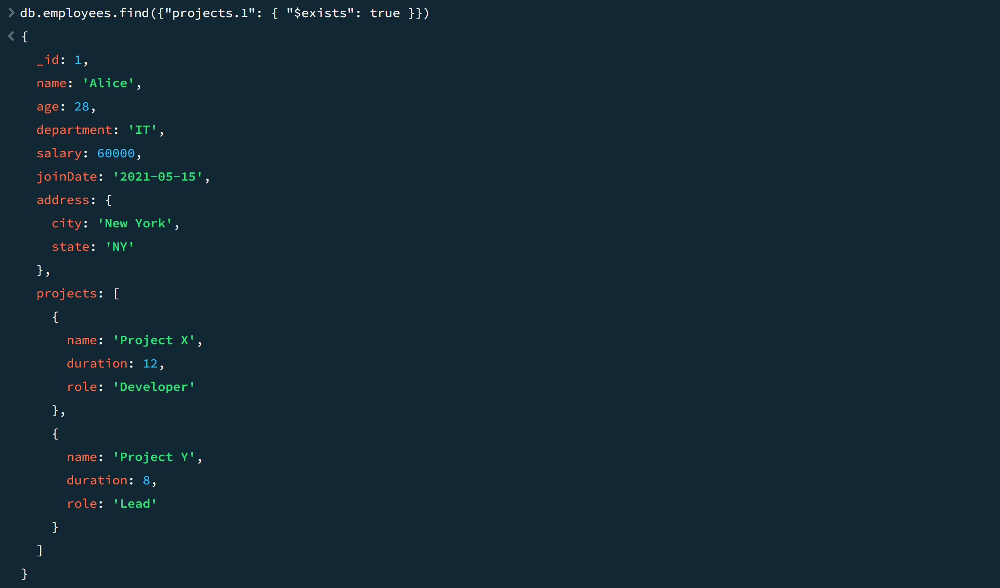 > db.employees.find({"projects.1": { "$exists": true }})
< {
_id: 1,
name: 'Alice',
age: 28,
department: 'IT',
salary: 60000,
joinDate: '2021-05-15',
address: {
city: 'New York',
state: 'NY'
},
projects: [
{
name: 'Project X',
duration: 12,
role: 'Developer'
},
{
name: 'Project Y',
duration: 8,
role: 'Lead'
}
]
}